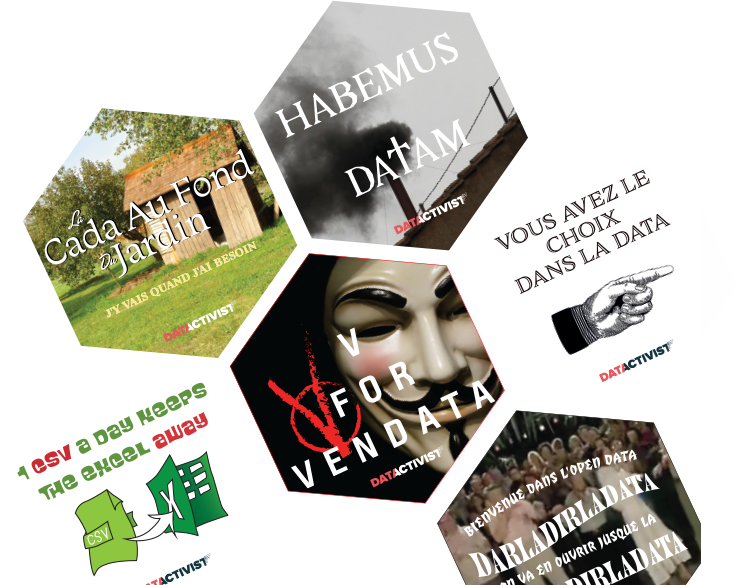 HABEMUS
DATAM
DATACTIVIST
La
Cada Au Fond
Du Jardin
J'Y VAIS QUAND J'AI BESOIN
DATACTIVIST
VOUS AVEZ LE
CHOIX
DANS LA DATA
DATACTIVIST
V
FOR
VENDATA
DATACTIVIST
1 CSV a DAY KEEPS
THE EXCEL AWAY
CSV
X
DATACTIVIST
BIENVENUE DANS L'OPEN DATA
DARLADIRLADATA
ON VA EN OUVRIR JUSQUE LA
DARLADIRLADATA